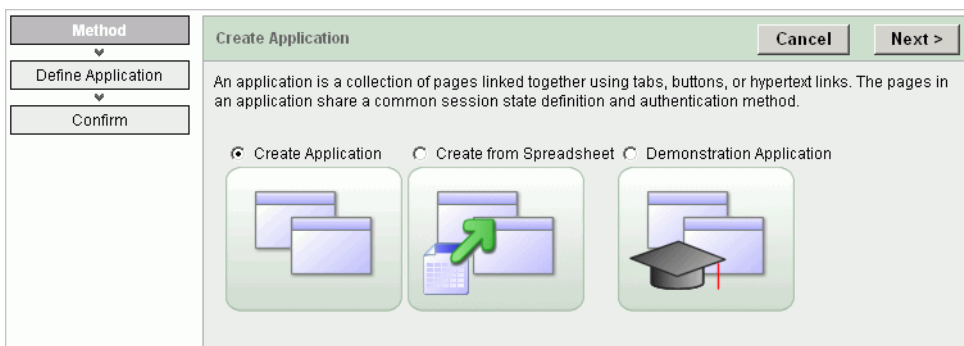 Method
Define Application
Confirm
Create Application
Cancel
Next >
An application is a collection of pages linked together using tabs, buttons, or hypertext links. The pages in
an application share a common session state definition and authentication method.
Create Application
Create from Spreadsheet
Demonstration Application